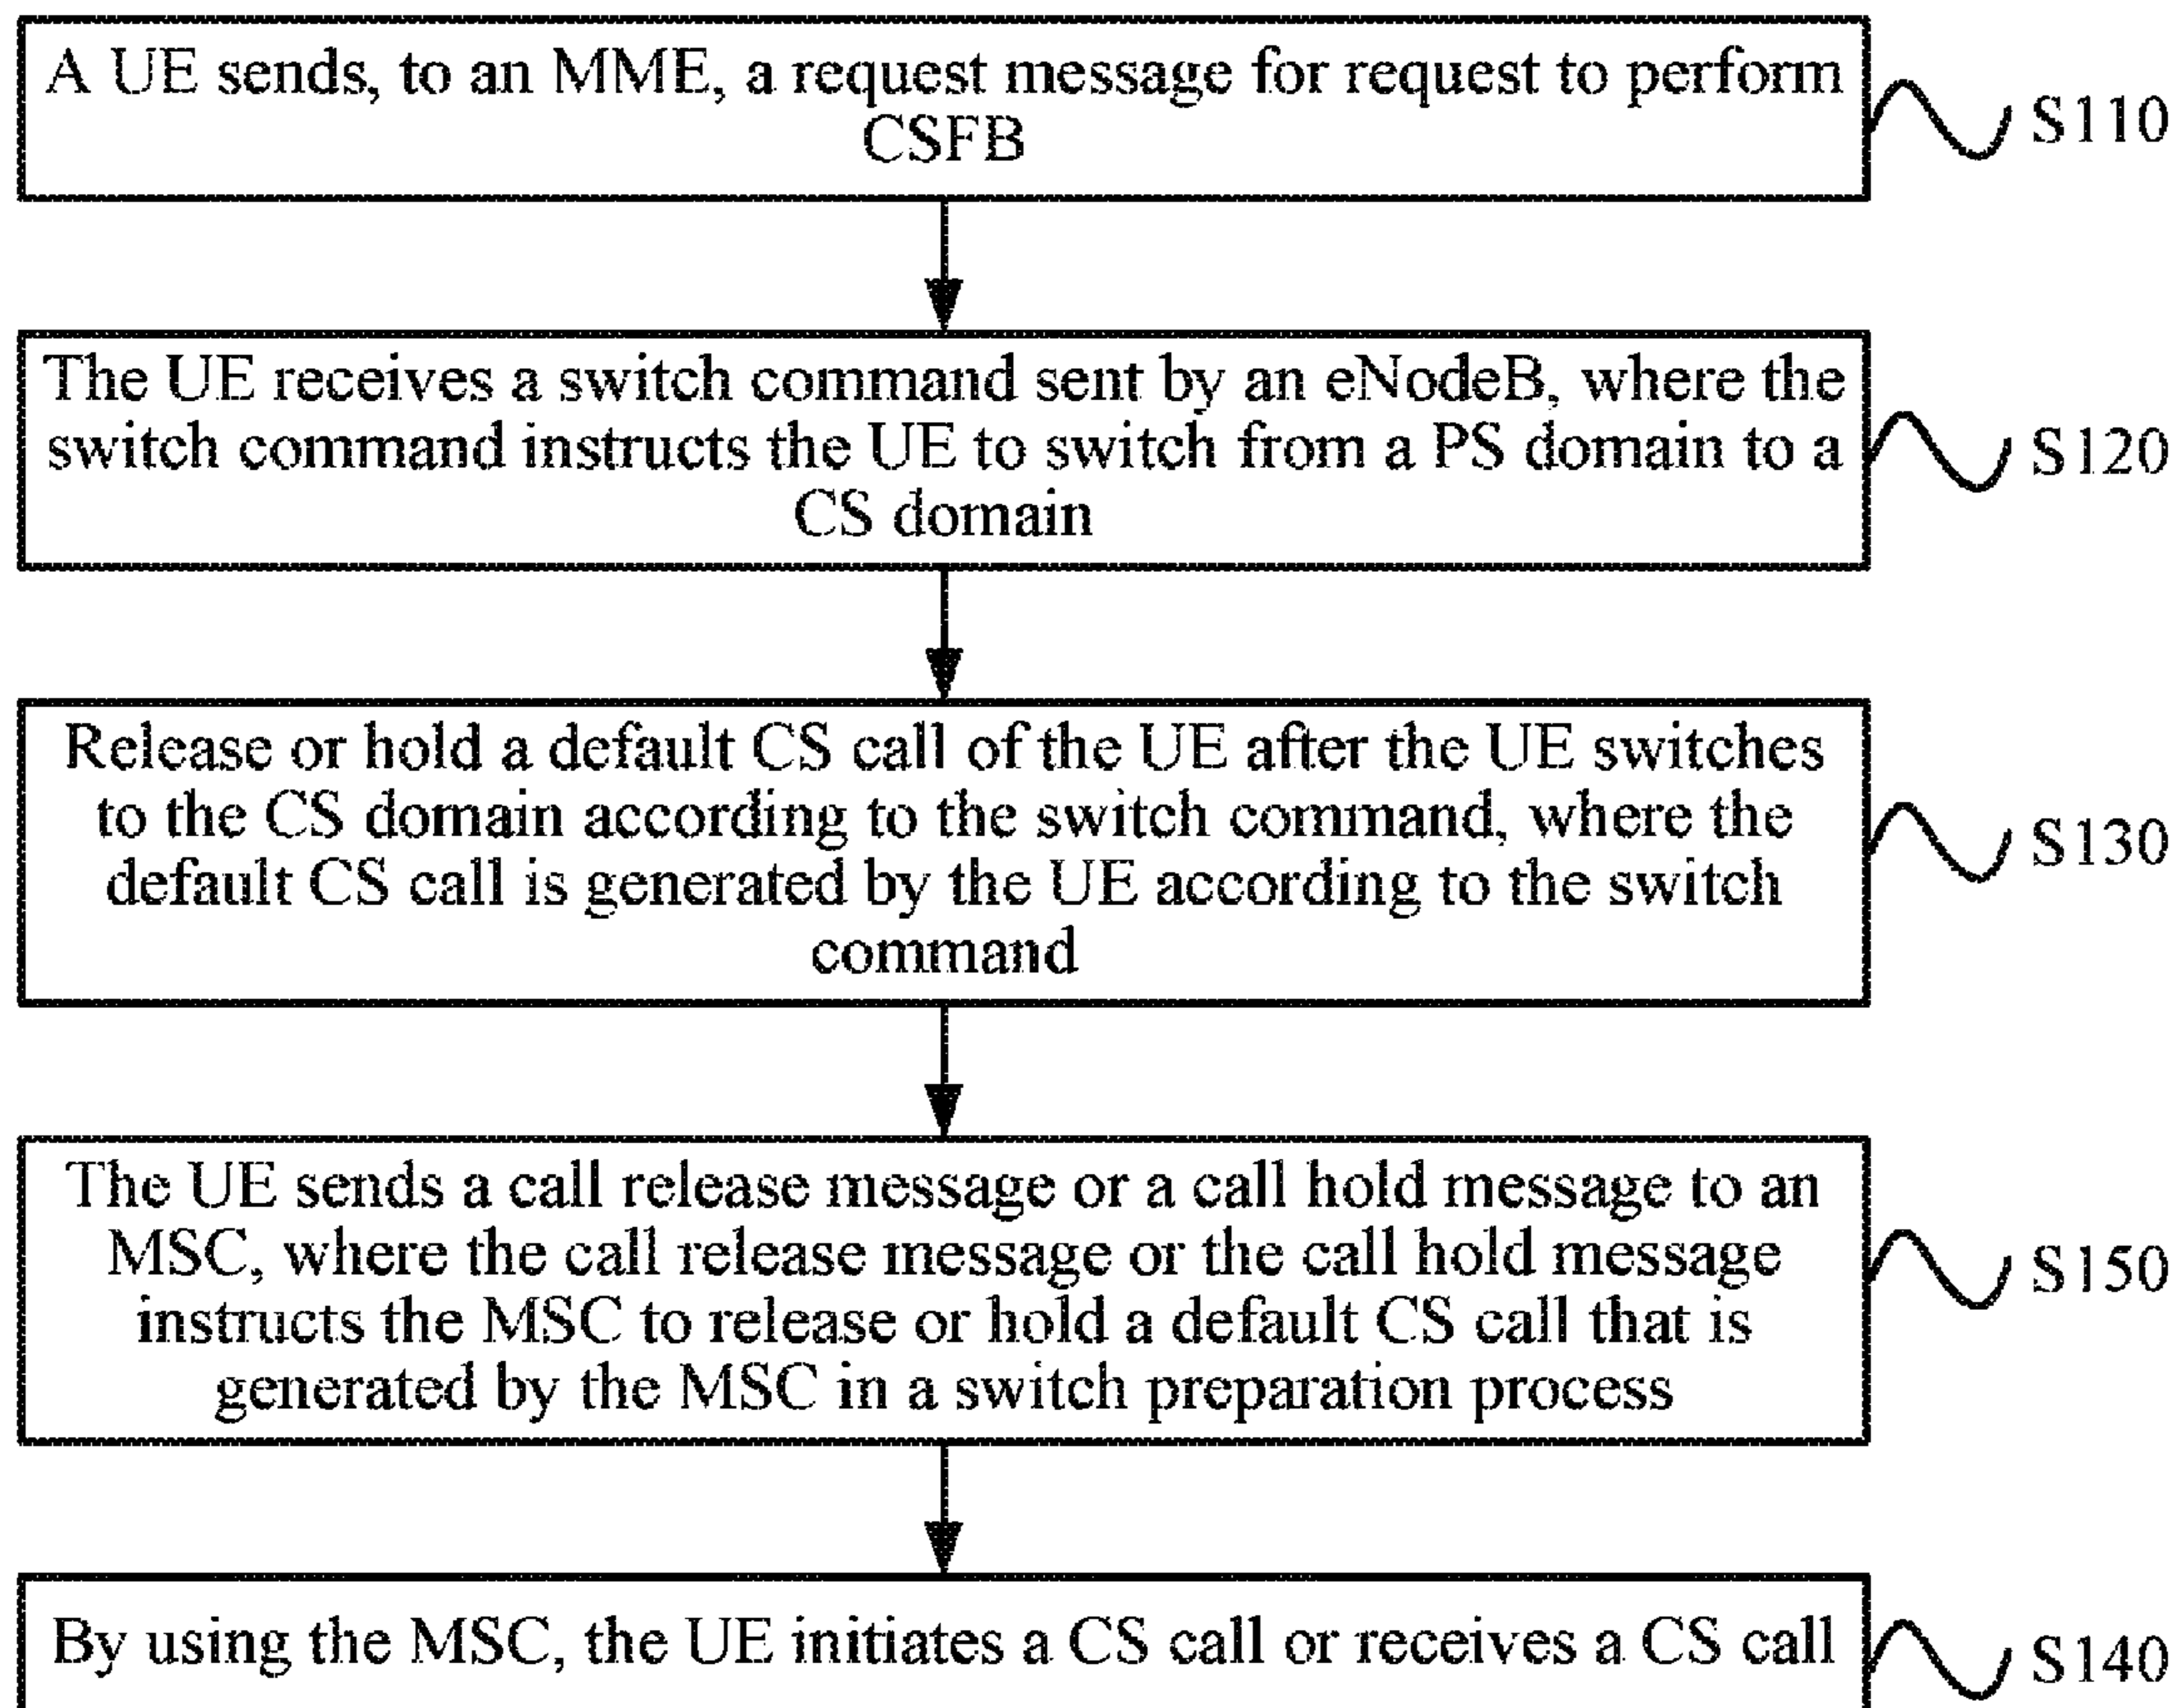 A UE sends, to an MME, a request message for request to perform
CSFB
S110
The UE receives a switch command sent by an eNodeB, where the
switch command instructs the UE to switch from a PS domain to a
CS domain
S120
Release or hold a default CS call of the UE after the UE switches
to the CS domain according to the switch command, where the
default CS call is generated by the UE according to the switch
command
S130
The UE sends a call release message or a call hold message to an
MSC, where the call release message or the call hold message
instructs the MSC to release or hold a default CS call that is
generated by the MSC in a switch preparation process
S150
By using the MSC, the UE initiates a CS call or receives a CS call
S140